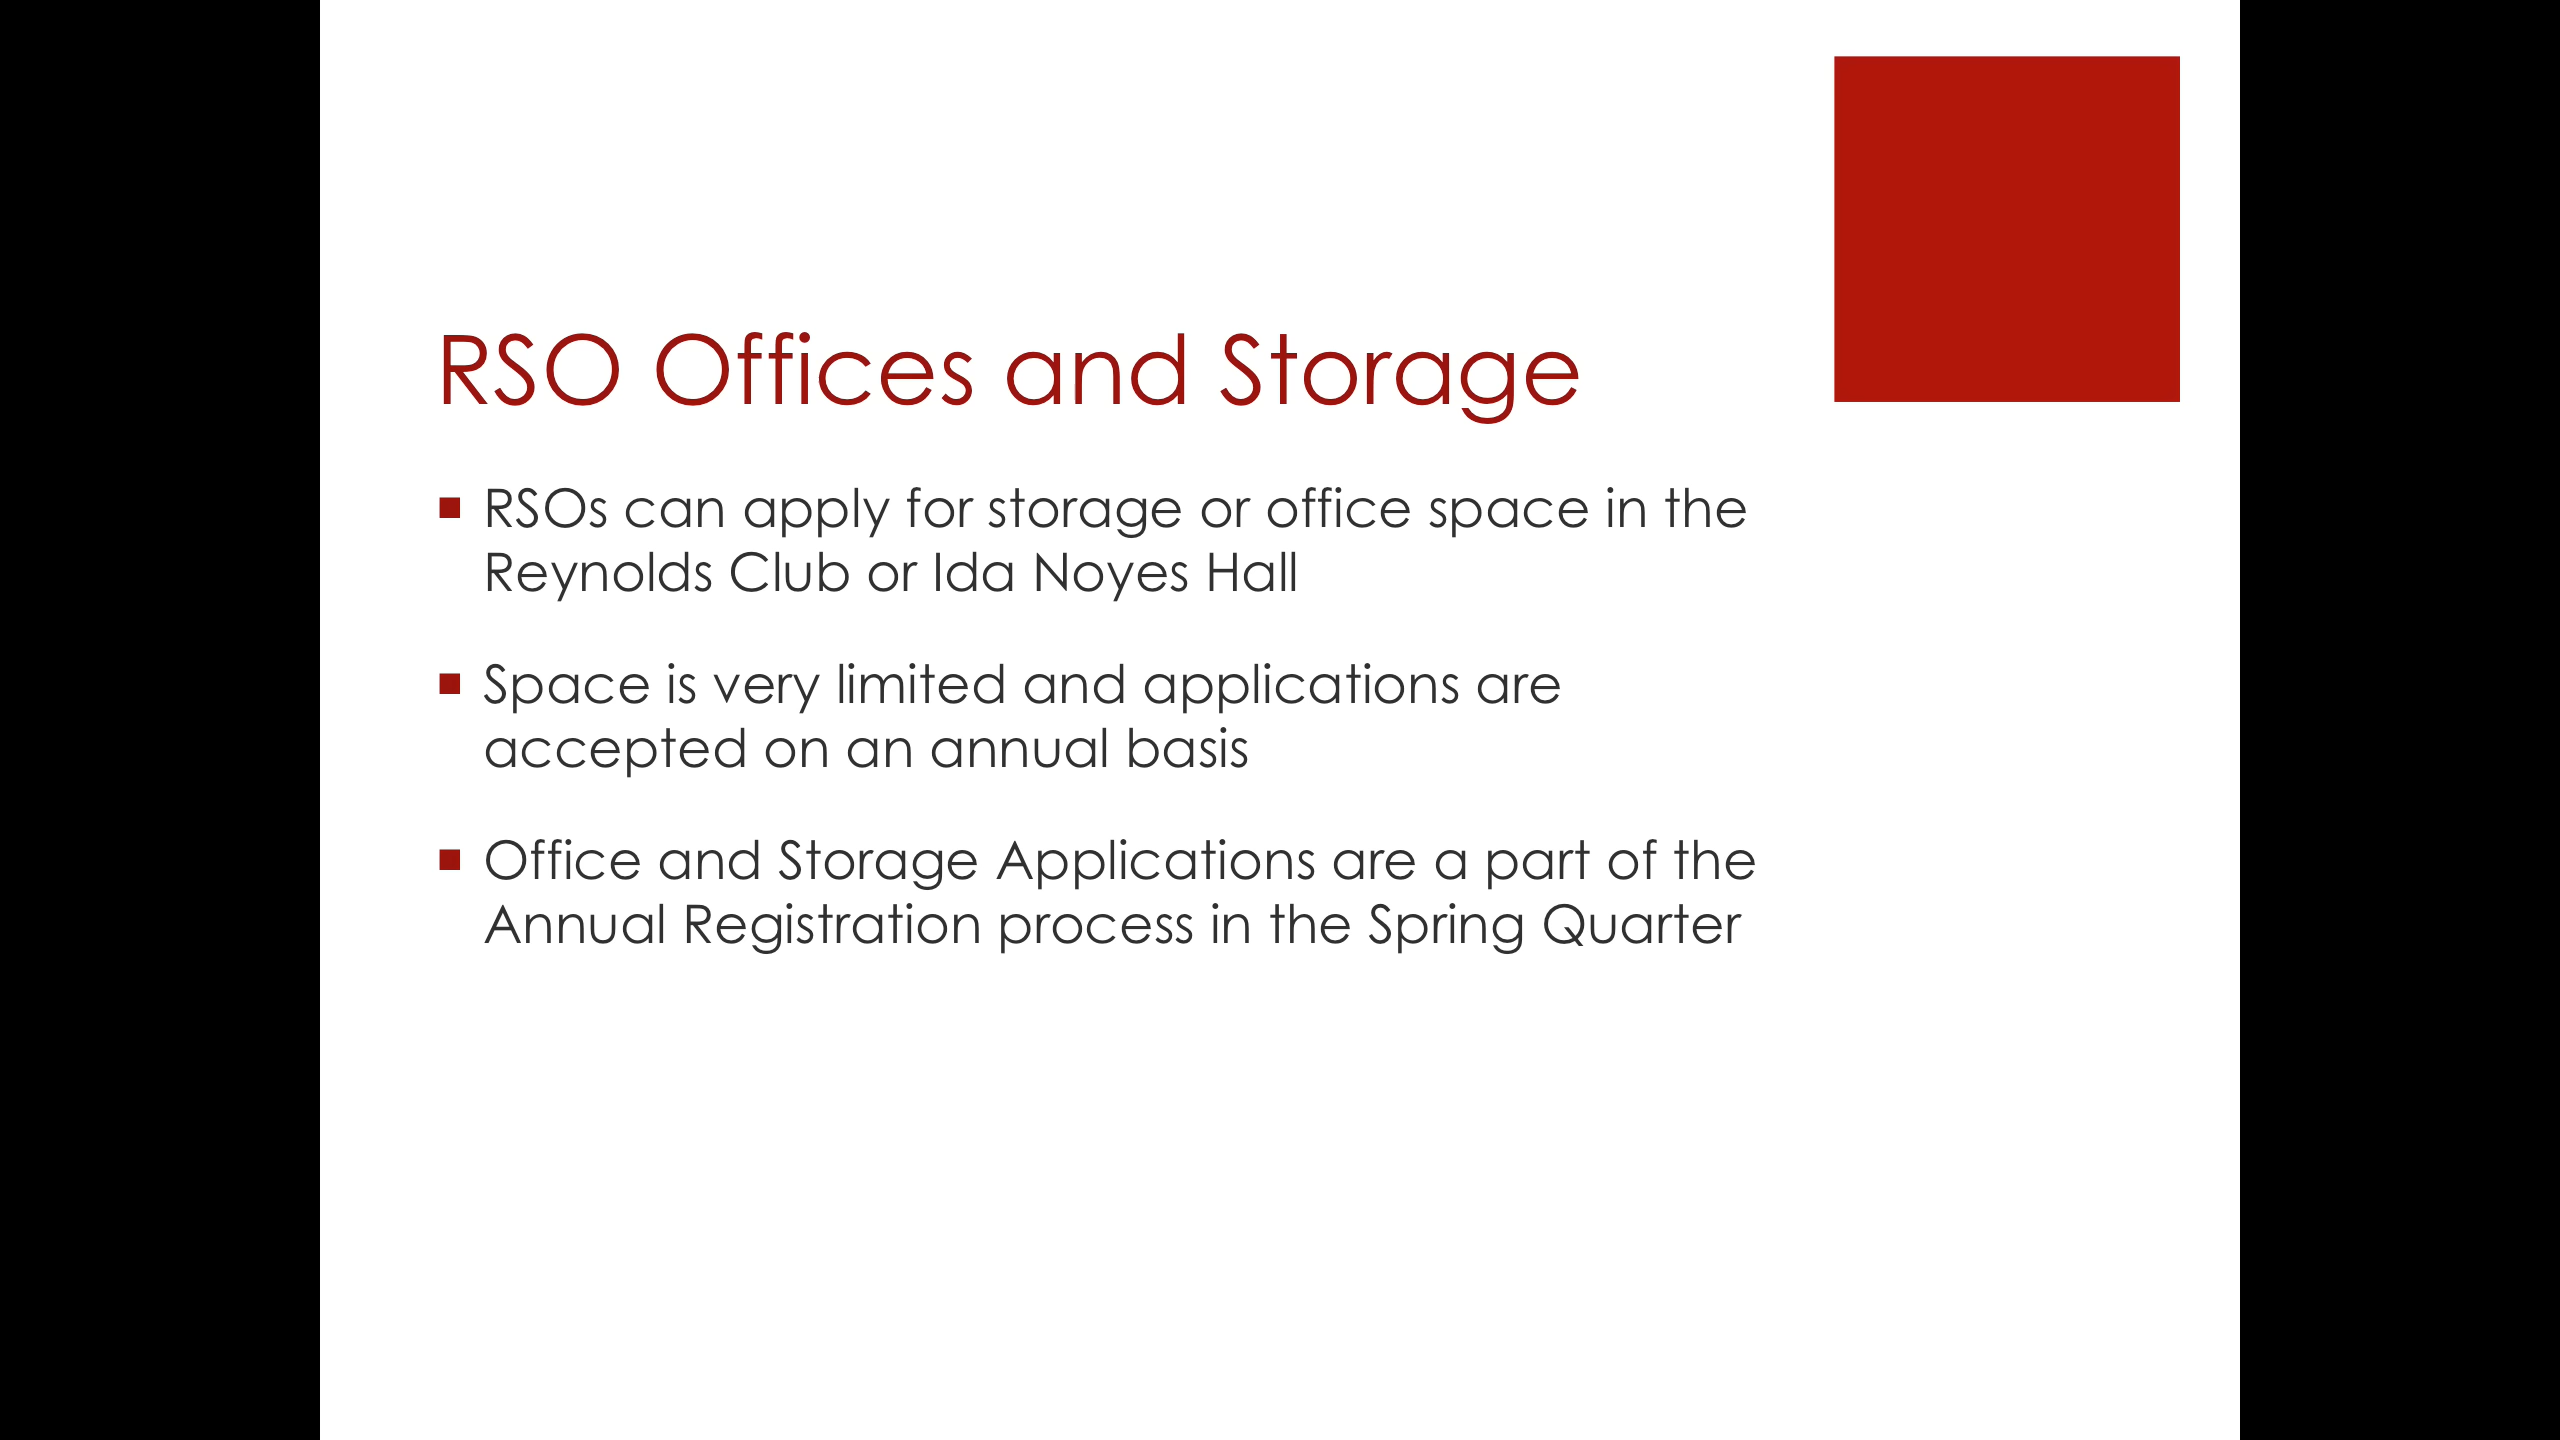 RSO Offices and Storage
RSOs can apply for storage or office space in the
Reynolds Club or Ida Noyes Hall
Space is very limited and applications are
accepted on an annual basis
Office and Storage Applications are a part of the
Annual Registration process in the Spring Quarter